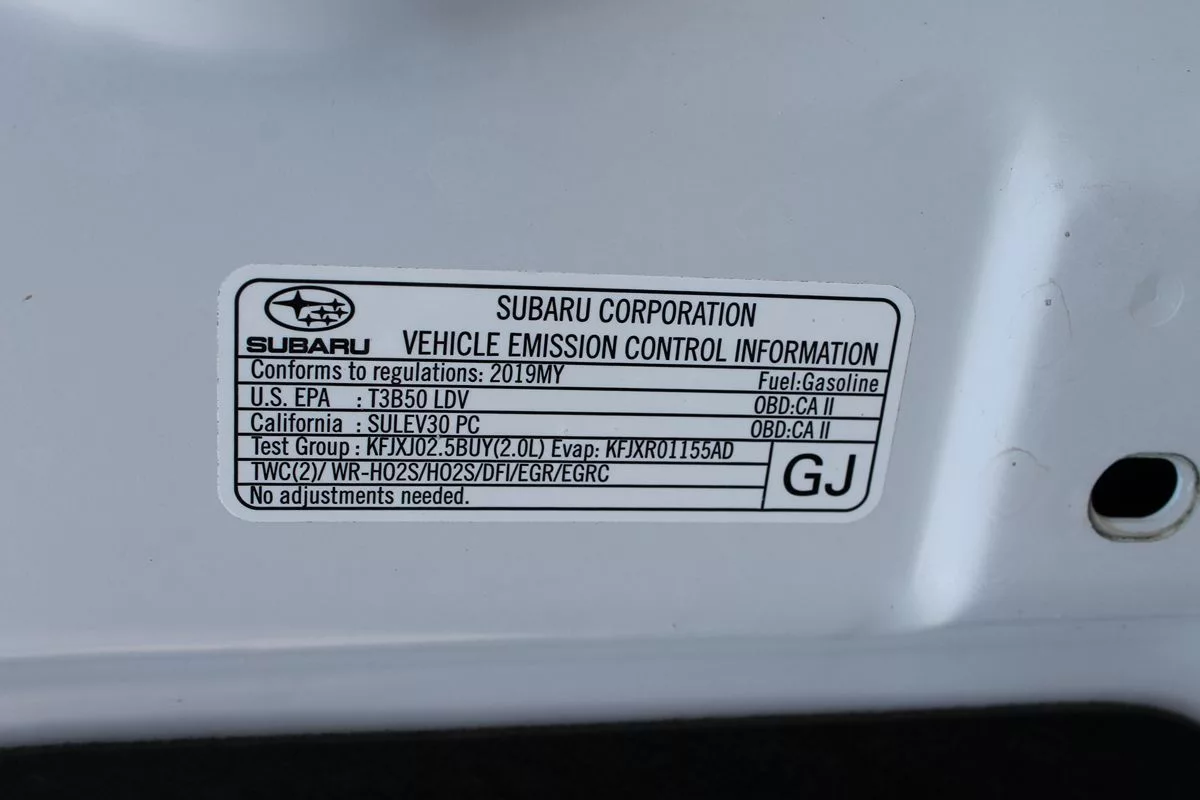 SUBARU CORPORATION
SUBARU VEHICLE EMISSION CONTROL INFORMATION
Conforms to regulations: 2019MY Fuel:Gasoline
U.S. EPA : T3B50 LDV OBD:CA II
California : SULEV30 PC OBD:CA II
Test Group : KFJXJ02.5BUY(2.0L) Evap: KFJXR01155AD
TWC(2)/ WR-HO2S/HO2S/DFI/EGR/EGRC
GJ
No adjustments needed.